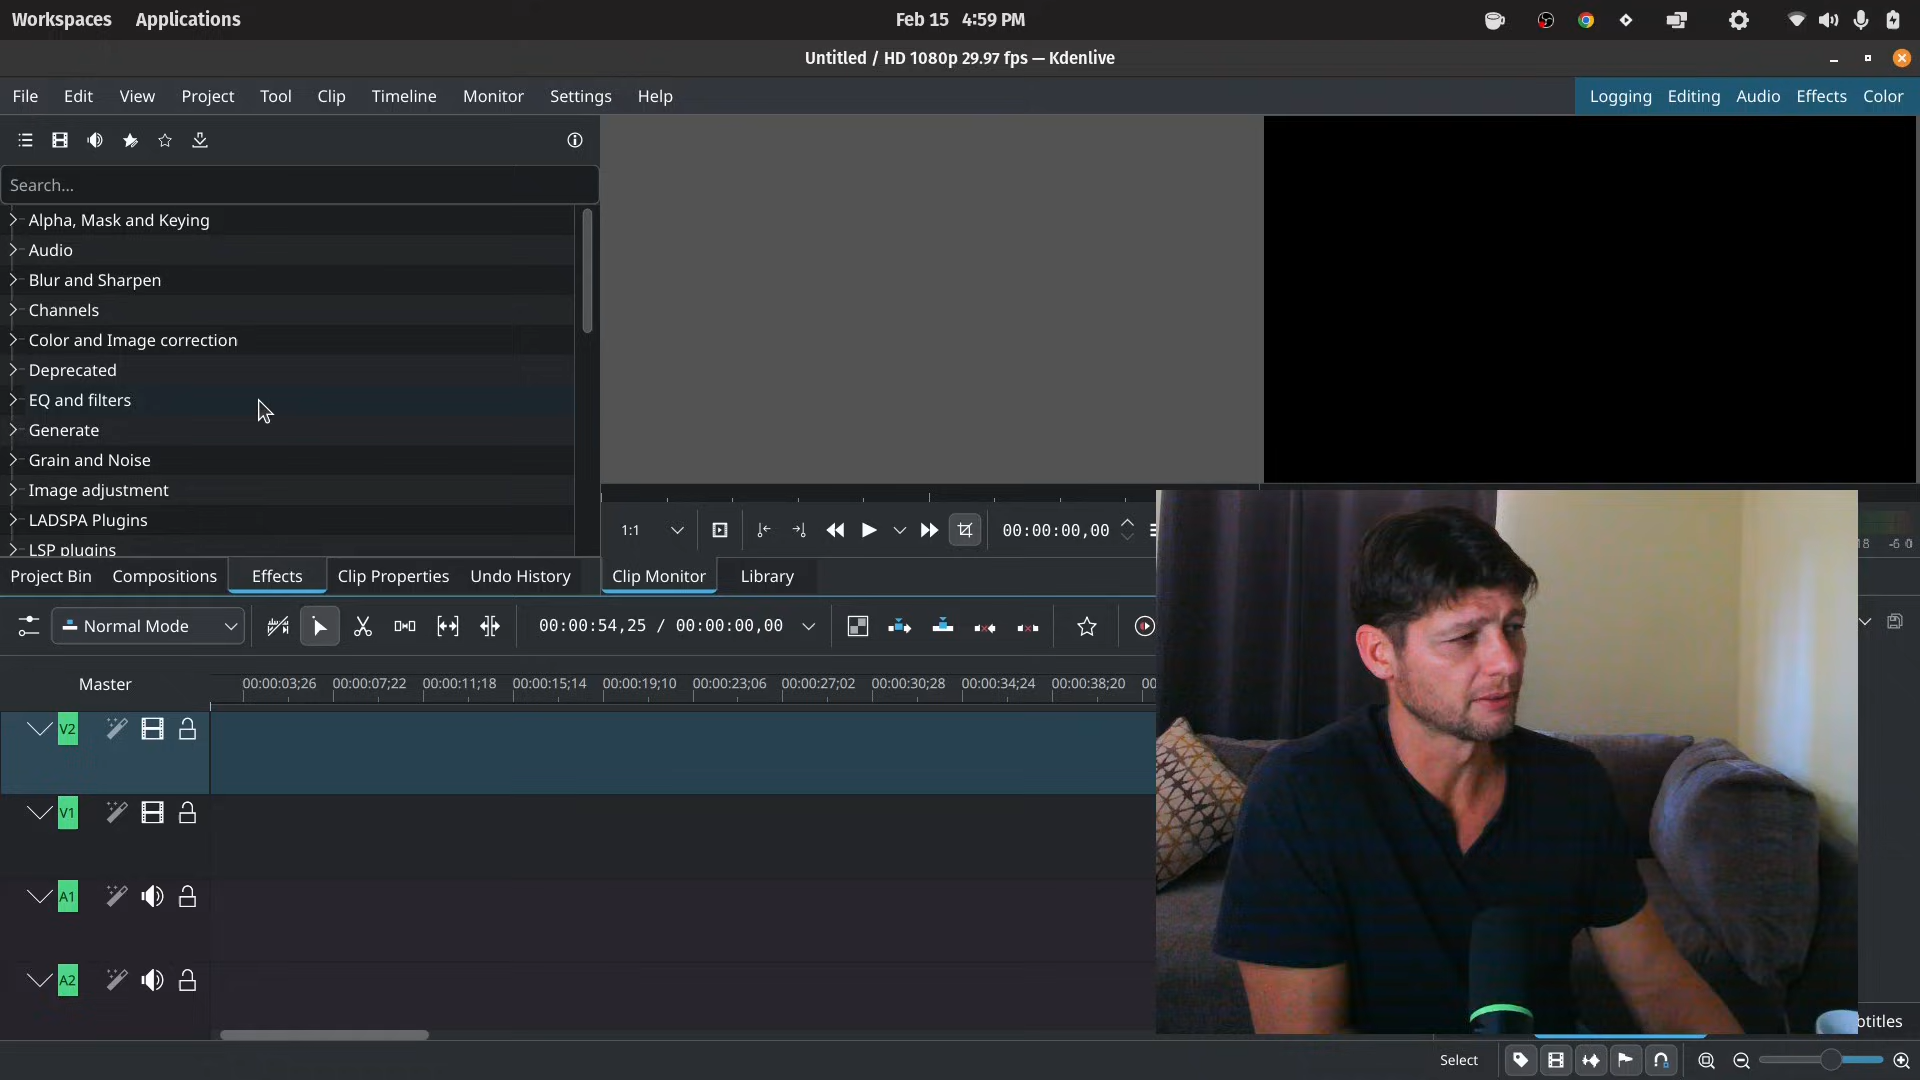 Workspaces Applications Feb 15 4:59 PM
Untitled / HD 1080p 29.97 fps — Kdenlive
File Edit View Project Tool Clip Timeline Monitor Settings Help Logging Editing Audio Effects Color
Search...
Alpha, Mask and Keying
Audio
Blur and Sharpen
Channels
Color and Image correction
Deprecated
EQ and filters
Generate
Grain and Noise
Image adjustment
LADSPA Plugins
LSP plugins
1:1 00:00:00,00
18 -6 0
Project Bin Compositions Effects Clip Properties Undo History Clip Monitor Library
Normal Mode 00:00:54,25 / 00:00:00,00
Master 00:00:03;26 00:00:07;22 00:00:11;18 00:00:15;14 00:00:19;10 00:00:23;06 00:00:27;02 00:00:30;28 00:00:34;24 00:00:38;20 00
V2
V1
A1
A2
btitles
Select